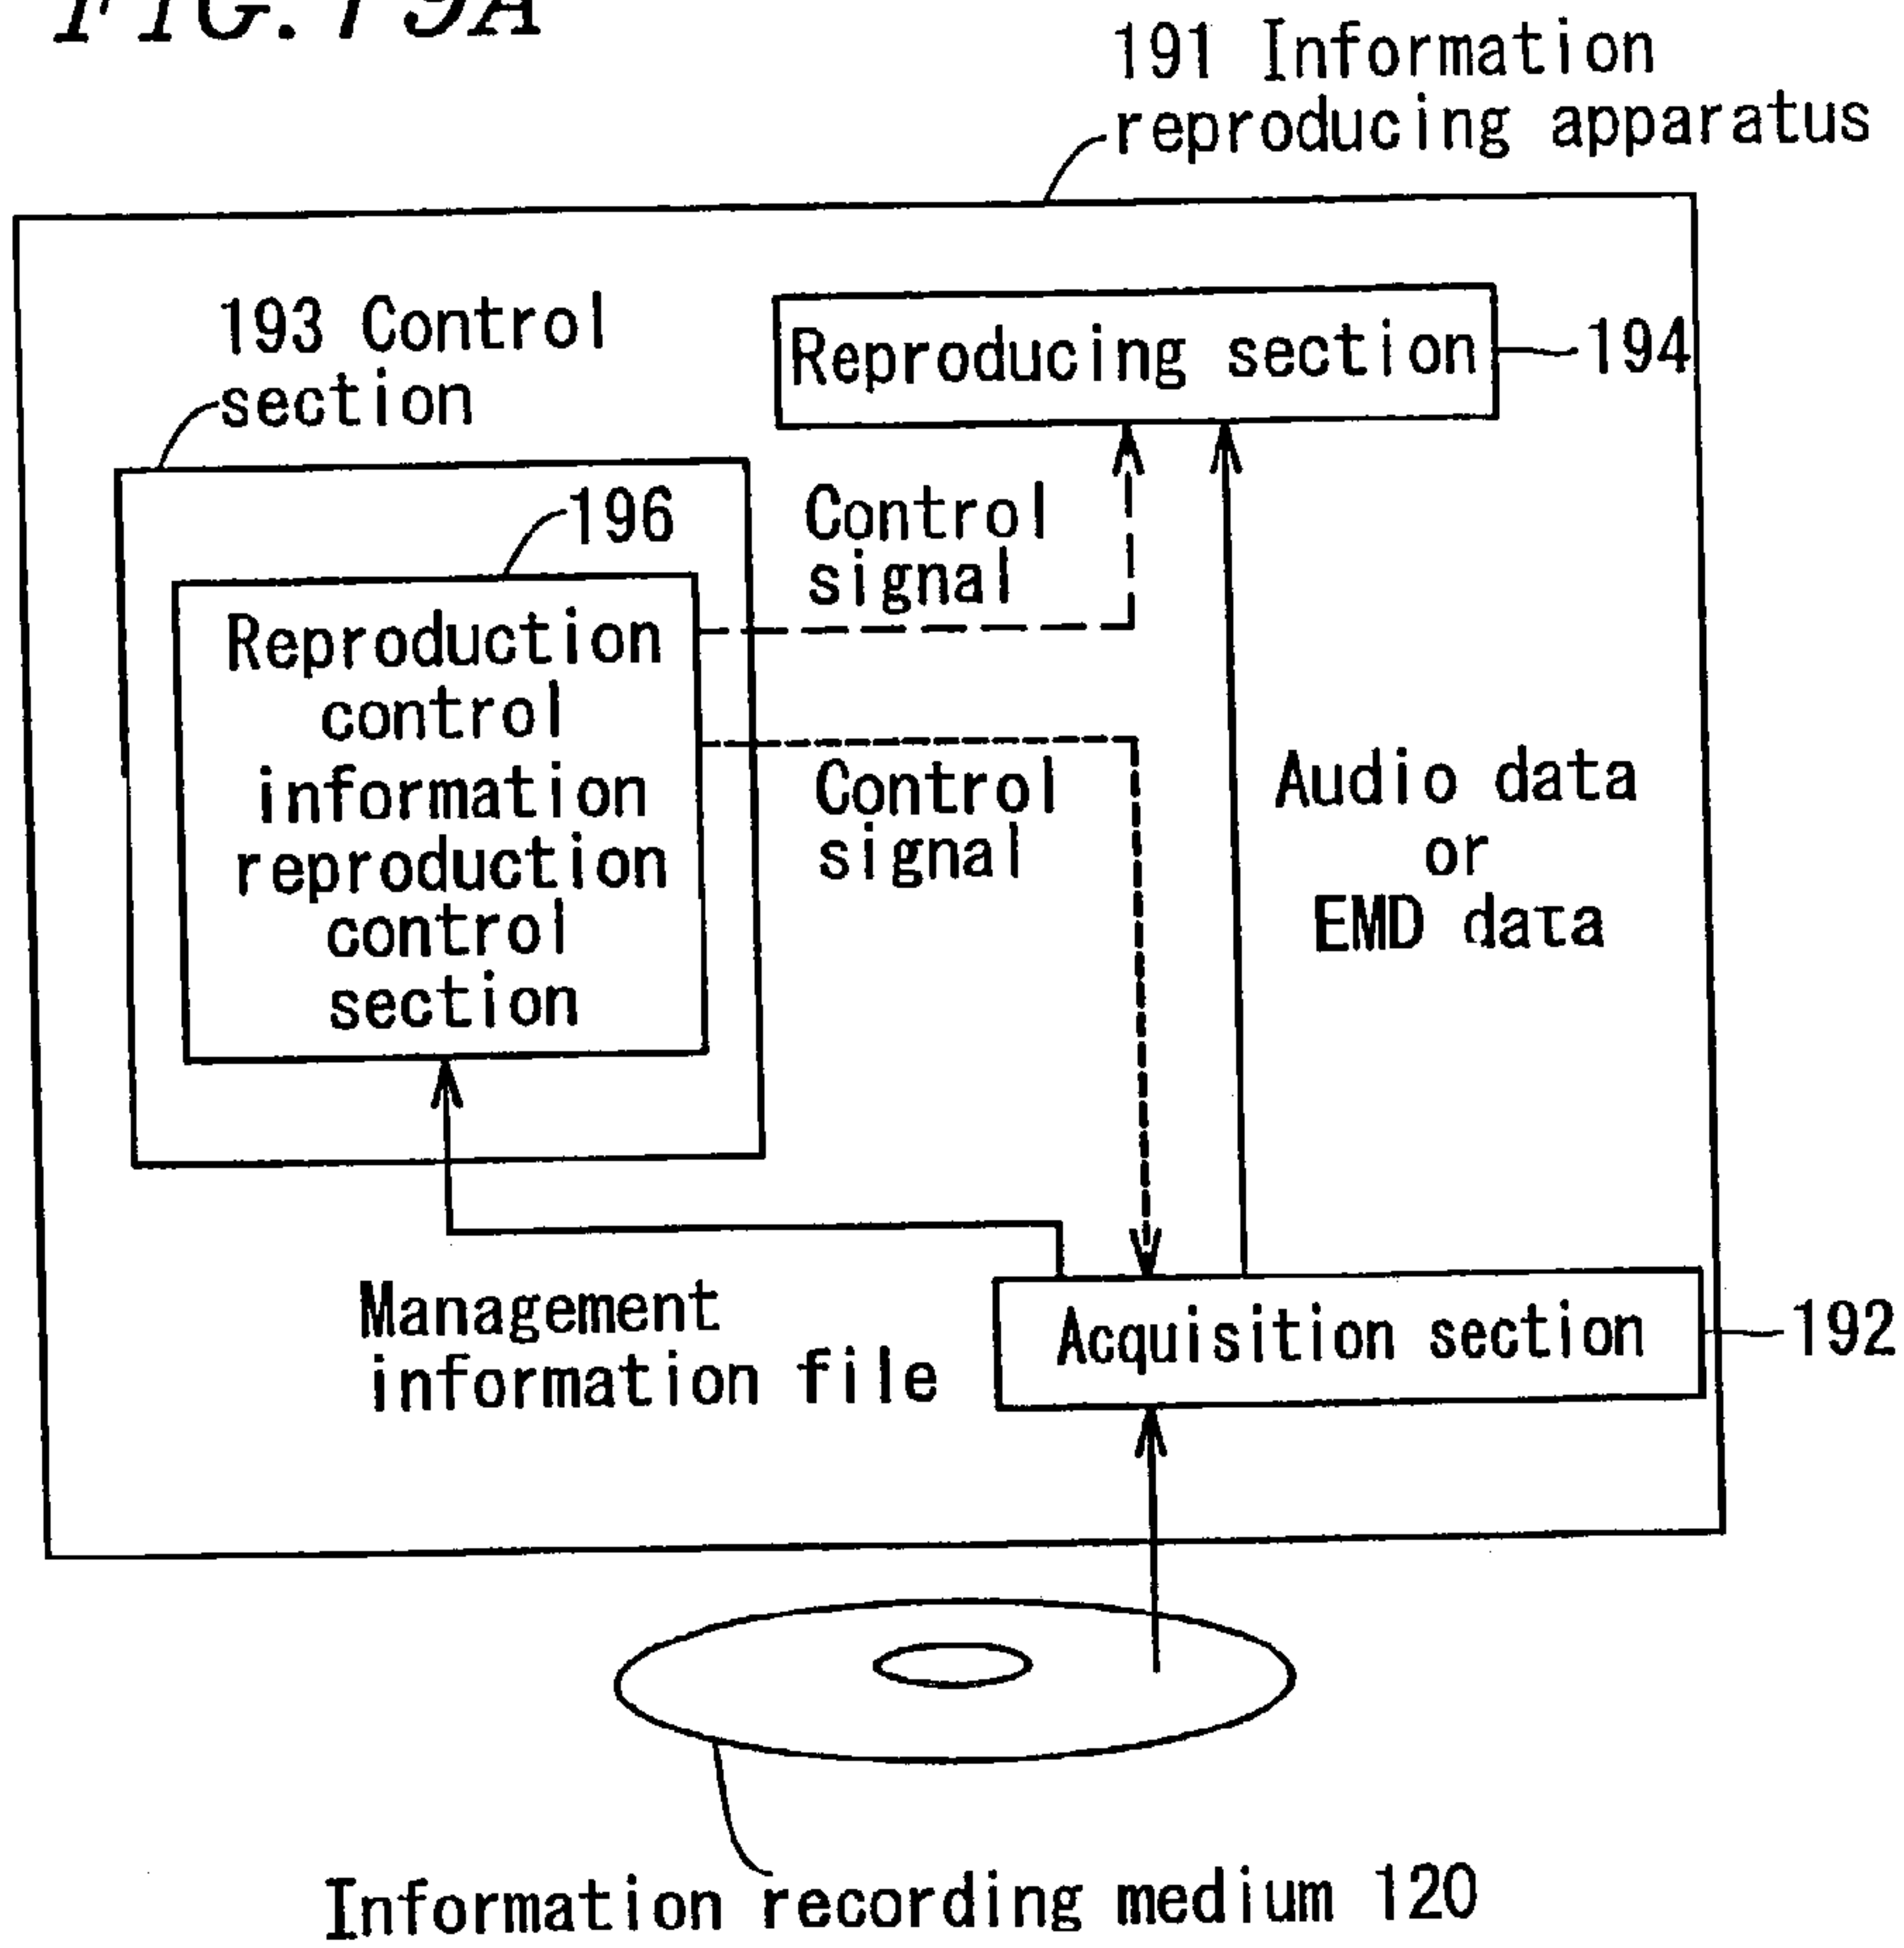 FIG. 19A
191 Information
reproducing apparatus
193 Control
section
Reproducing section
194
196
Control
signal
Reproduction
control
information
reproduction
control
section
Control
signal
Audio data
or
EMD data
Management
information file
Acquisition section
192
Information recording medium 120